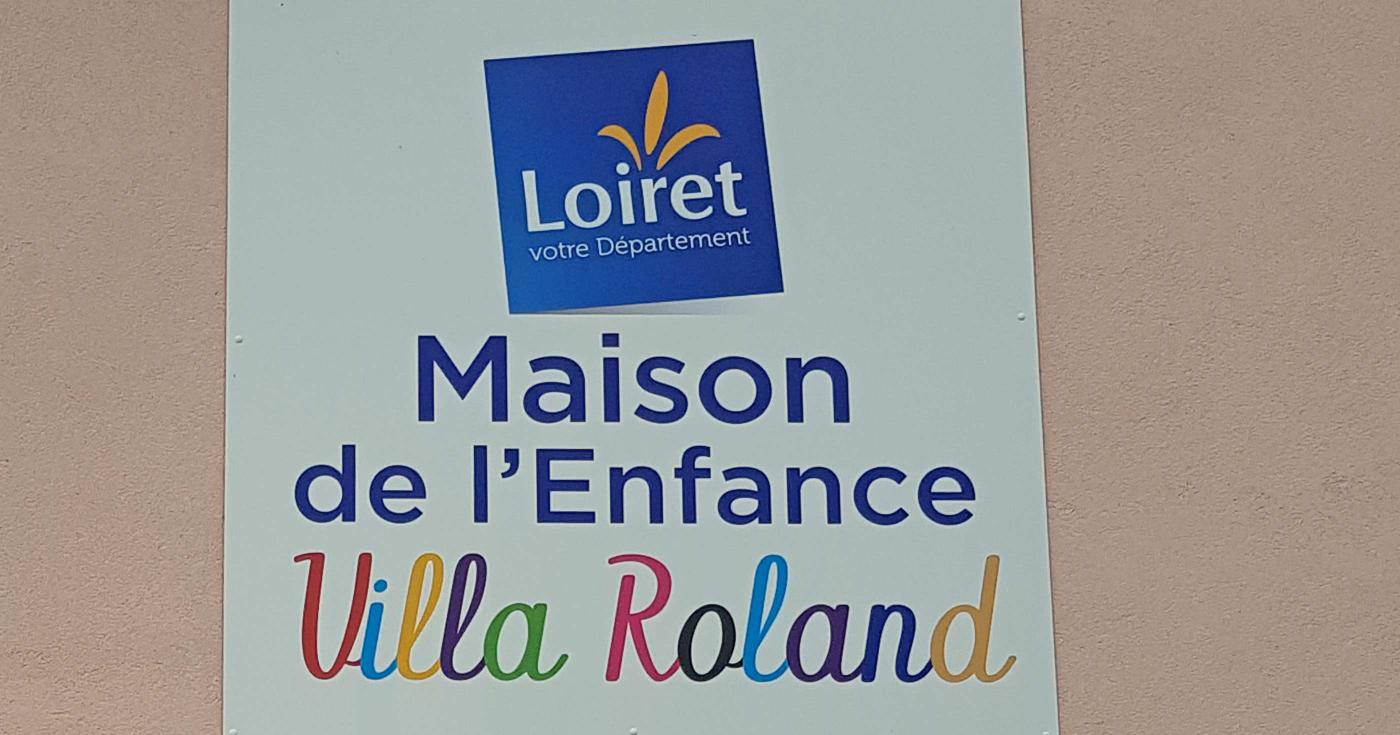 Loiret
votre Département
Maison
de l'Enfance
Villa Roland